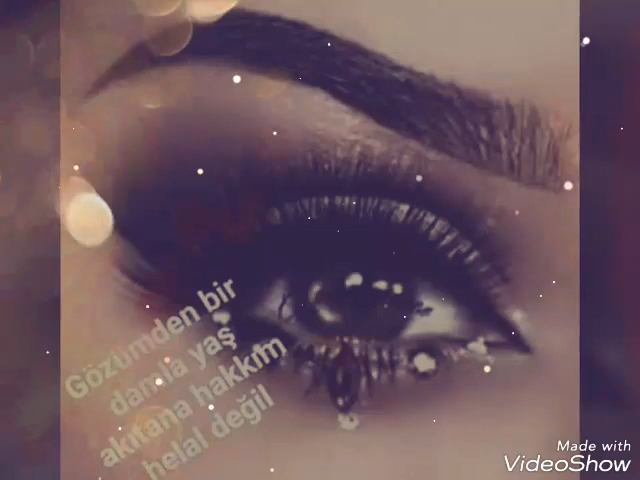 Gözümden bir
damla yaş
akıtana hakkım
helal değil
Made with
VideoShow